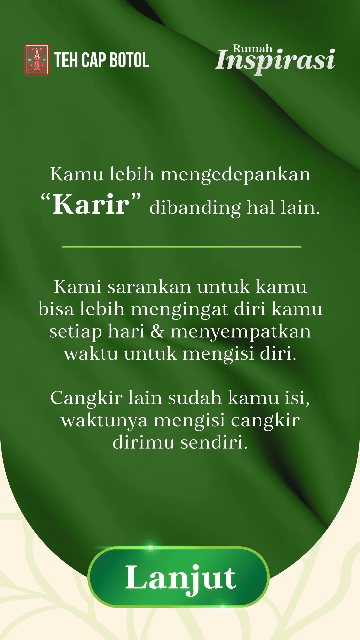 TEH CAP BOTOL
Rumah
Inspirasi
Kamu lebih mengedepankan
“Karir” dibanding hal lain.
Kami sarankan untuk kamu
bisa lebih mengingat diri kamu
setiap hari & menyempatkan
waktu untuk mengisi diri.
Cangkir lain sudah kamu isi,
waktunya mengisi cangkir
dirimu sendiri.
Lanjut